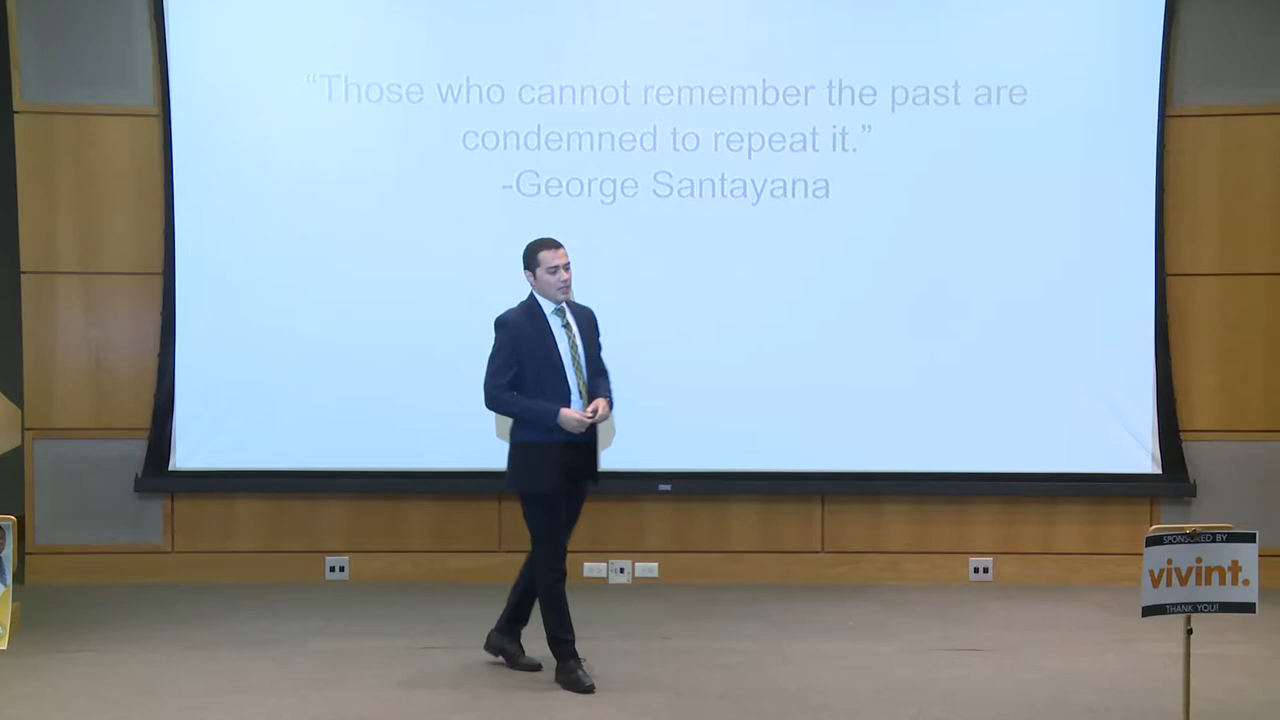 “Those who cannot remember the past are
condemned to repeat it.”
-George Santayana
SPONSORED BY
vivint.
THANK YOU!